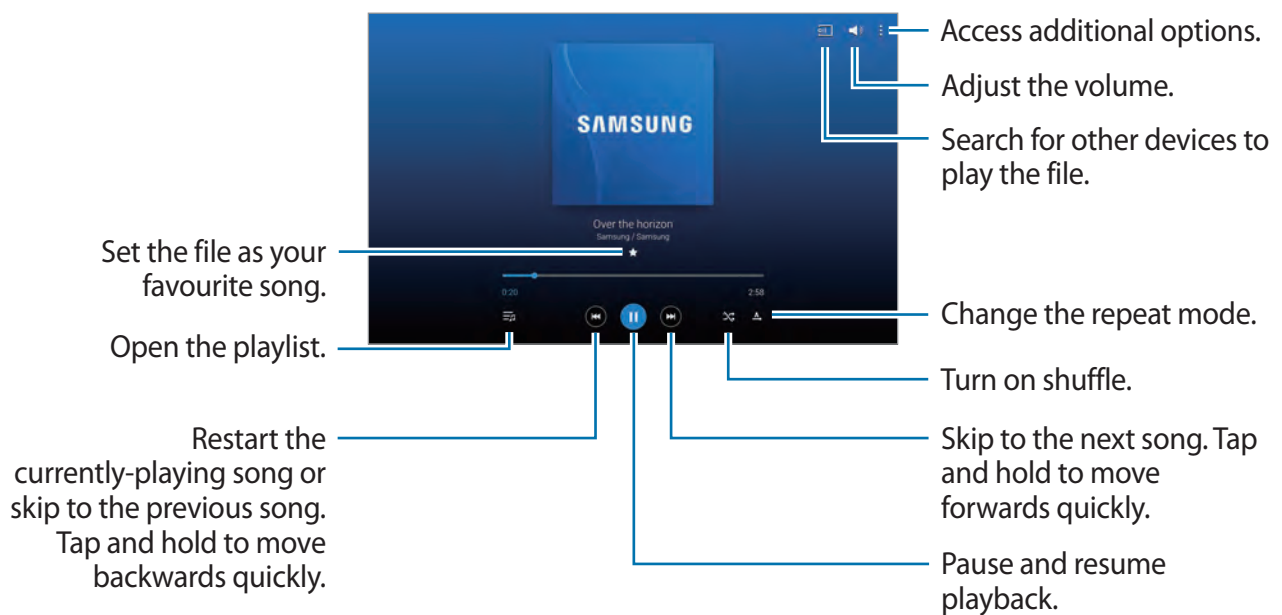 Access additional options.
Adjust the volume.
Search for other devices to
play the file.
SAMSUNG
Over the horizon
Samsung / Samsung
Set the file as your
favourite song.
0:20
2:58
Open the playlist.
Change the repeat mode.
Turn on shuffle.
Restart the
currently-playing song or
skip to the previous song.
Tap and hold to move
backwards quickly.
Skip to the next song. Tap
and hold to move
forwards quickly.
Pause and resume
playback.